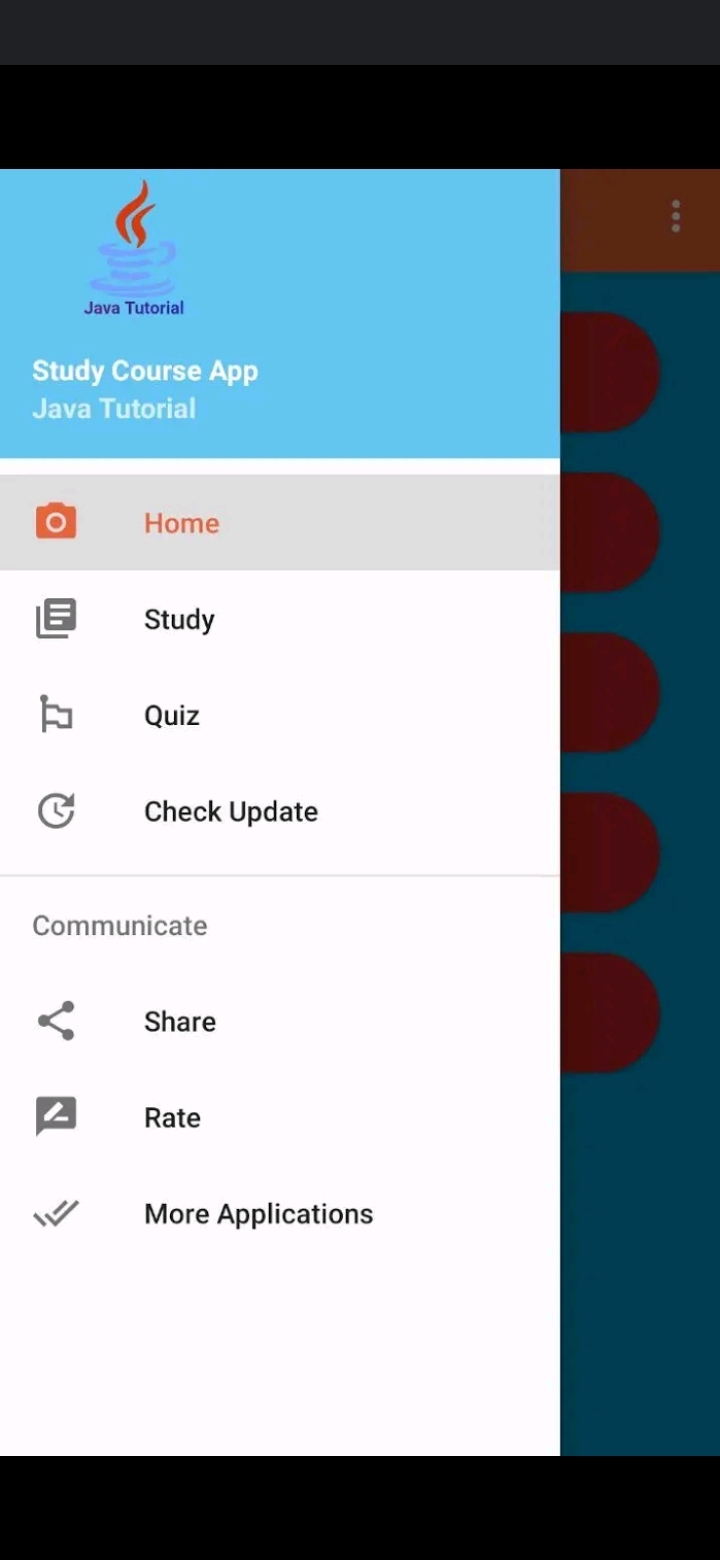 Java Tutorial
Study Course App
Java Tutorial
Home
Study
Quiz
Check Update
Communicate
Share
Rate
More Applications